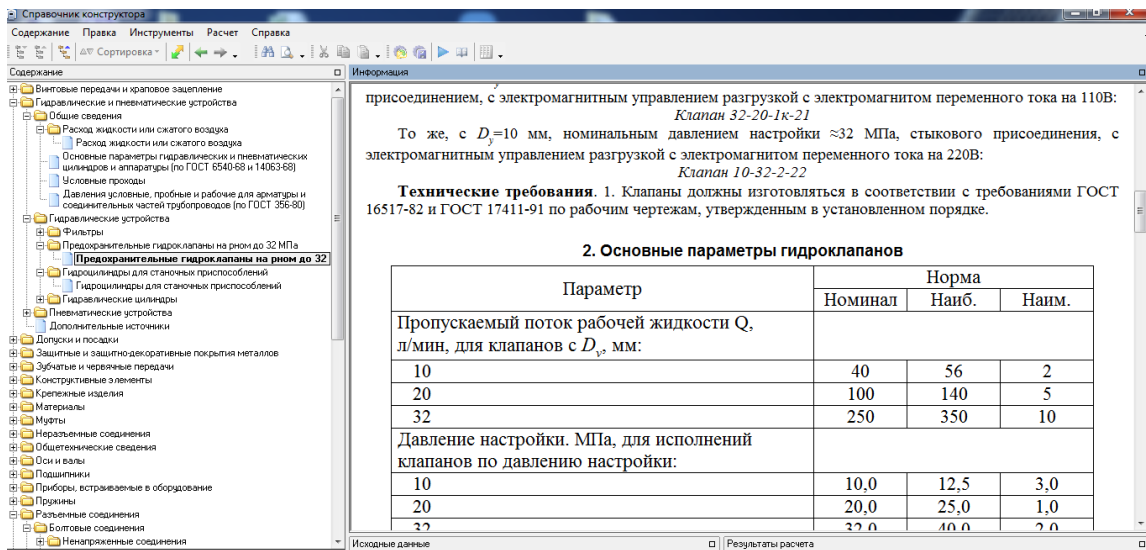 Справочник конструктора
Содержание Правка Инструменты Расчет Справка
Сортировка
Содержание
Винтовые передачи и храповое зацепление
Гидравлические и пневматические устройства
Общие сведения
Расход жидкости или сжатого воздуха
Расход жидкости или сжатого воздуха
Основные параметры гидравлических и пневматических
цилиндров и аппаратуры (по ГОСТ 6540-68 и 14063-68)
Условные проходы
Давления условные, пробные и рабочие для арматуры и
соединительных частей трубопроводов (по ГОСТ 356-80)
Гидравлические устройства
Фильтры
Предохранительные гидроклапаны на рном до 32 МПа
Предохранительные гидроклапаны на рном до 32
Гидроцилиндры для станочных приспособлений
Гидроцилиндры для станочных приспособлений
Гидравлические цилиндры
Пневматические устройства
Дополнительные источники
Допуски и посадки
Защитные и защитно-декоративные покрытия металлов
Зубчатые и червячные передачи
Конструктивные элементы
Крепежные изделия
Материалы
Муфты
Неразъемные соединения
Общетехнические сведения
Оси и валы
Подшипники
Приборы, встраиваемые в оборудование
Пружины
Разъемные соединения
Болтовые соединения
Ненапряженные соединения
Информация
присоединением, с электромагнитным управлением разгрузкой с электромагнитом переменного тока на 110В:
Клапан 32-20-1к-21
То же, с Dу=10 мм, номинальным давлением настройки ≈32 МПа, стыкового присоединения, с
электромагнитным управлением разгрузкой с электромагнитом переменного тока на 220В:
Клапан 10-32-2-22
Технические требования. 1. Клапаны должны изготовляться в соответствии с требованиями ГОСТ
16517-82 и ГОСТ 17411-91 по рабочим чертежам, утвержденным в установленном порядке.
2. Основные параметры гидроклапанов
Параметр Норма
Номинал Наиб. Наим.
Пропускаемый поток рабочей жидкости Q,
л/мин, для клапанов с Dу, мм:
10 40 56 2
20 100 140 5
32 250 350 10
Давление настройки. МПа, для исполнений
клапанов по давлению настройки:
10 10,0 12,5 3,0
20 20,0 25,0 1,0
32 32,0 40,0 2,0
Исходные данные
Результаты расчета